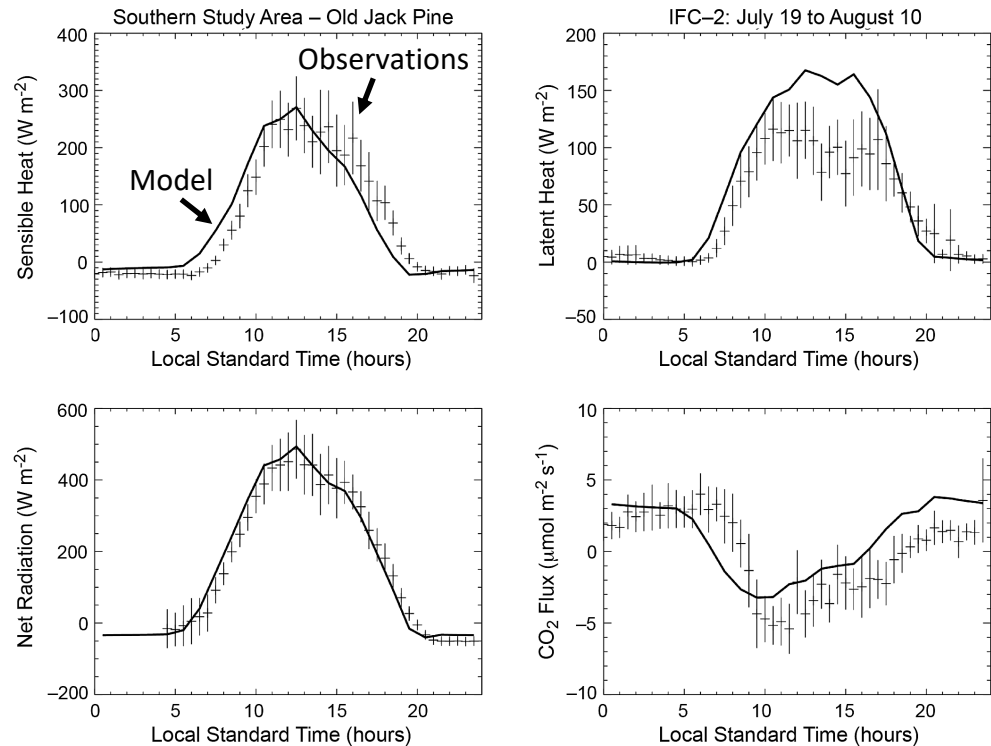 Southern Study Area – Old Jack Pine
IFC–2: July 19 to August 10
400
300
200
100
0
–100
Sensible Heat (W m⁻²)
Observations
Model
0 5 10 15 20
Local Standard Time (hours)
200
150
100
50
0
–50
Latent Heat (W m⁻²)
0 5 10 15 20
Local Standard Time (hours)
600
400
200
0
–200
Net Radiation (W m⁻²)
0 5 10 15 20
Local Standard Time (hours)
10
5
0
–5
–10
CO₂ Flux (μmol m⁻² s⁻¹)
0 5 10 15 20
Local Standard Time (hours)